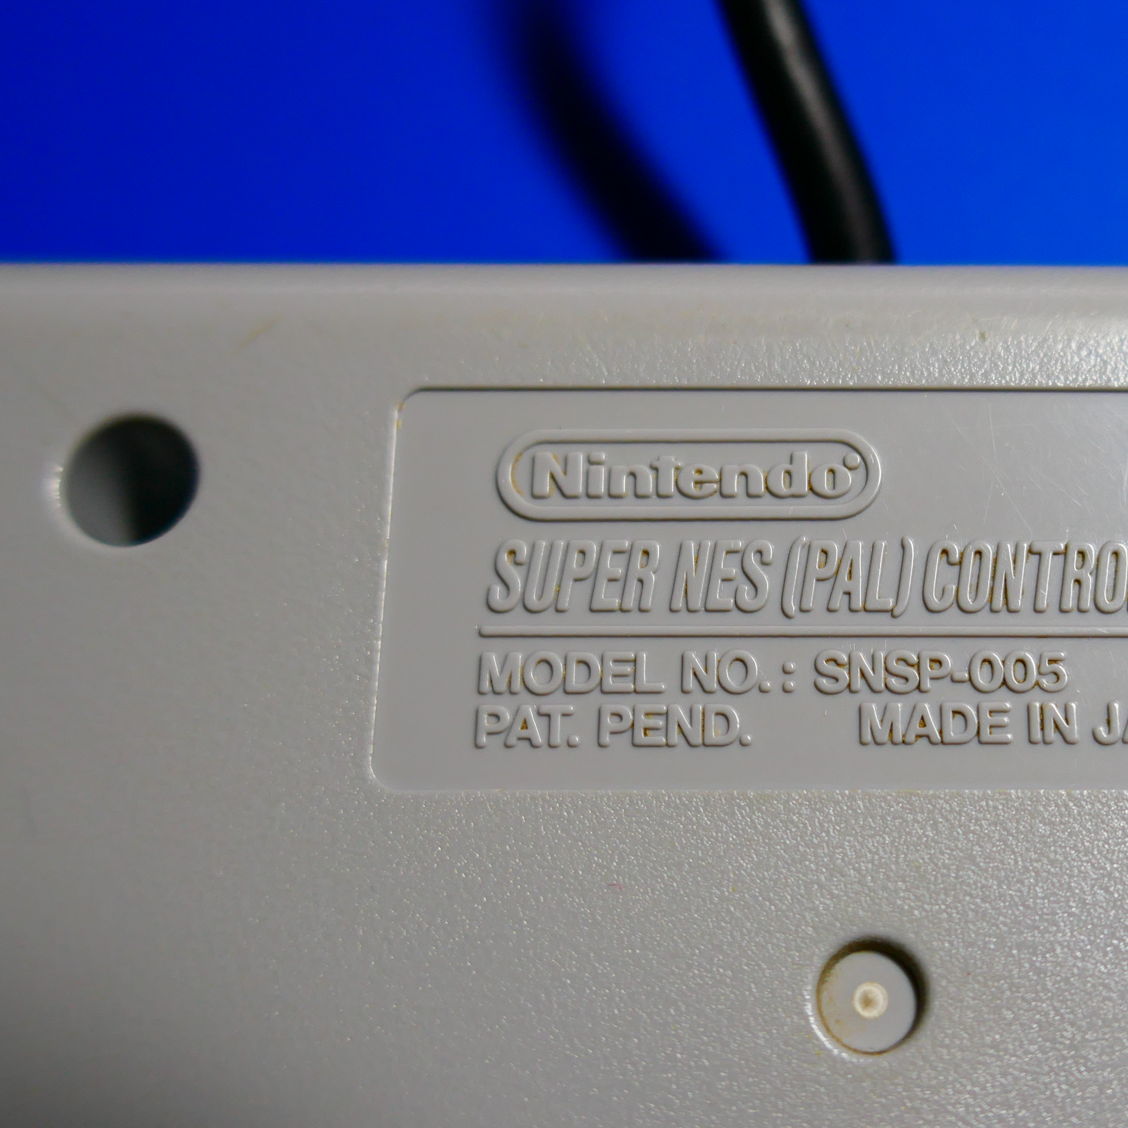 Nintendo
SUPER NES (PAL) CONTRO
MODEL NO. : SNSP-005
PAT. PEND. MADE IN JA